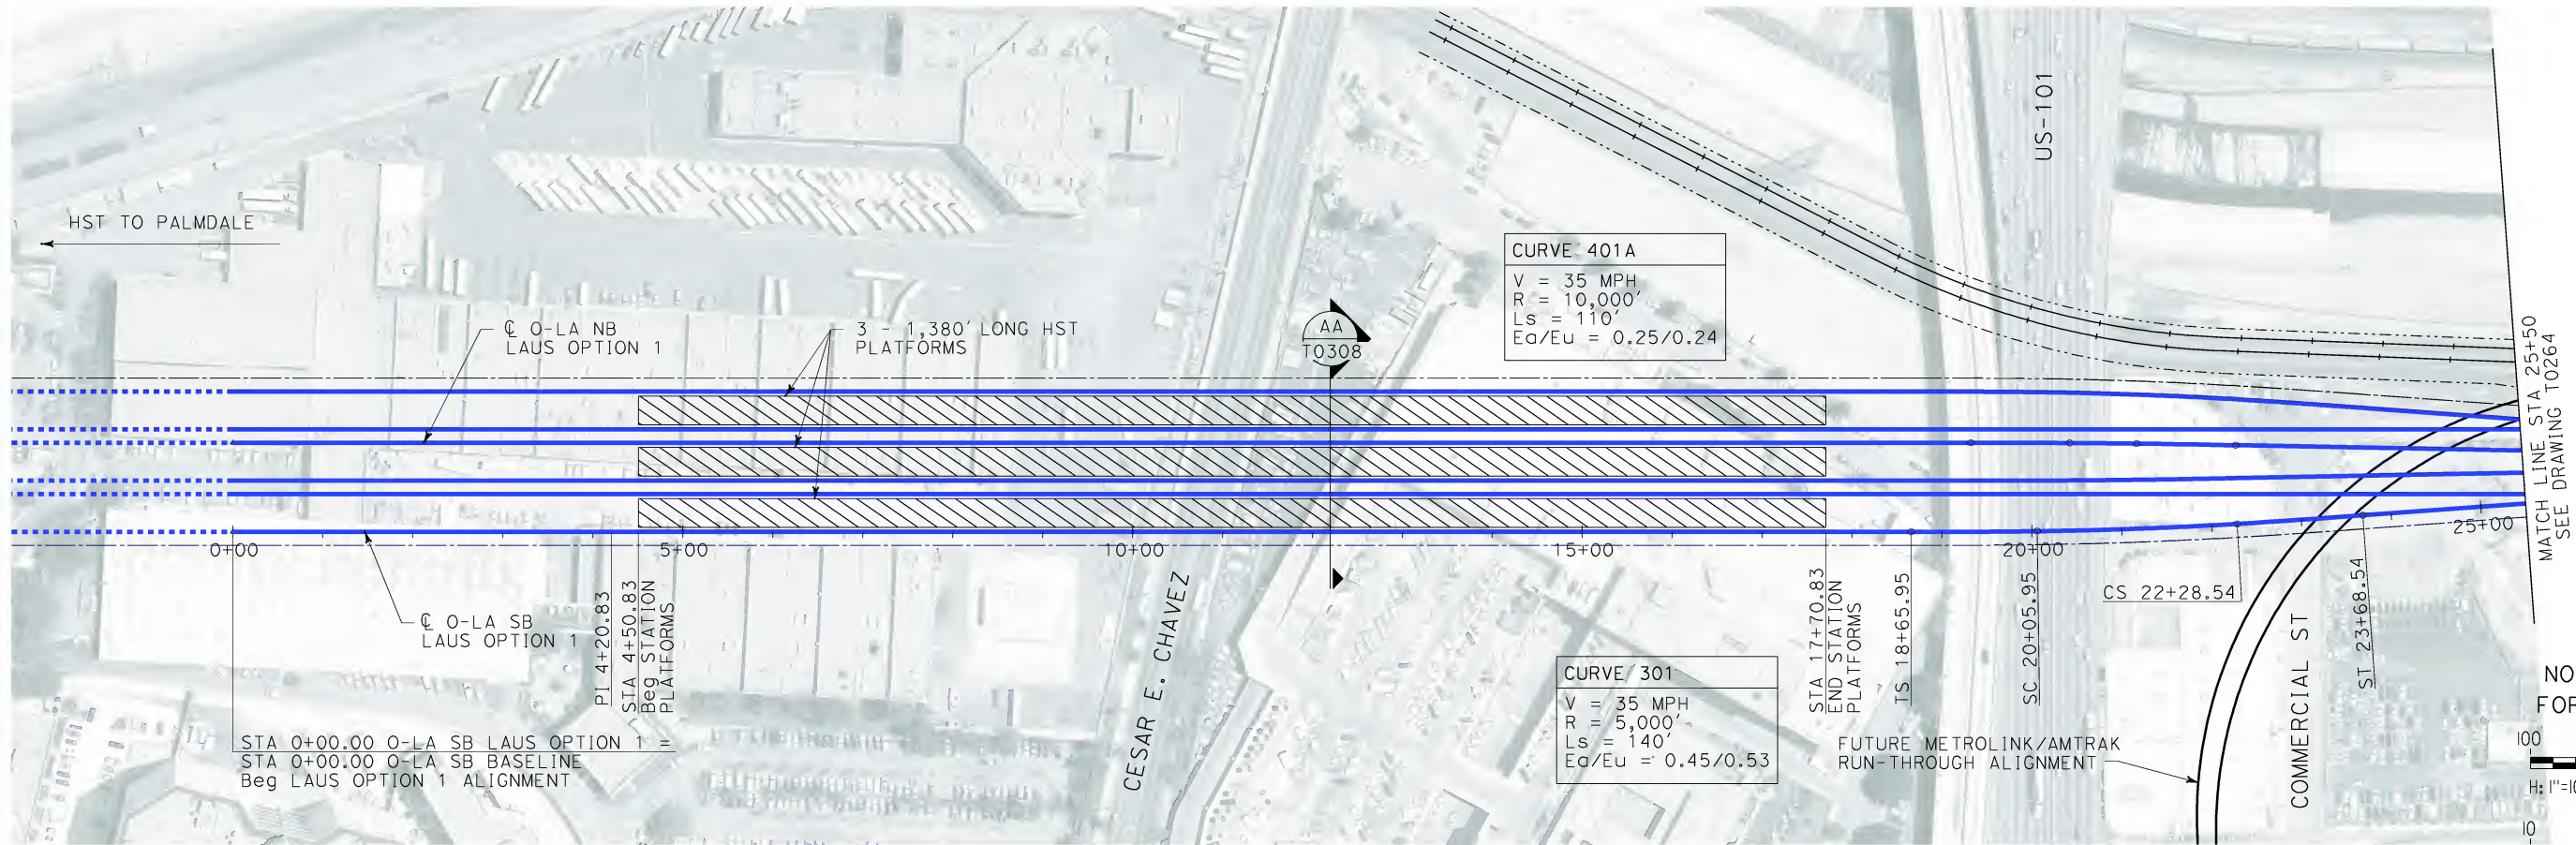 HST TO PALMDALE
℄ O-LA NB
LAUS OPTION 1
3 - 1,380' LONG HST
PLATFORMS
AA
T0308
CURVE 401A
V = 35 MPH
R = 10,000'
Ls = 110'
Ea/Eu = 0.25/0.24
US-101
MATCH LINE STA 25+50
SEE DRAWING T0264
0+00
5+00
10+00
15+00
20+00
25+00
℄ O-LA SB
LAUS OPTION 1
PI 4+20.83
STA 4+50.83
Beg STATION
PLATFORMS
CESAR E. CHAVEZ
STA 17+70.83
END STATION
PLATFORMS
TS 18+65.95
SC 20+05.95
CS 22+28.54
ST 23+68.54
COMMERCIAL ST
CURVE 301
V = 35 MPH
R = 5,000'
Ls = 140'
Ea/Eu = 0.45/0.53
FUTURE METROLINK/AMTRAK
RUN-THROUGH ALIGNMENT
STA 0+00.00 O-LA SB LAUS OPTION 1 =
STA 0+00.00 O-LA SB BASELINE
Beg LAUS OPTION 1 ALIGNMENT
NO
FOR
100
H: 1"=10
10